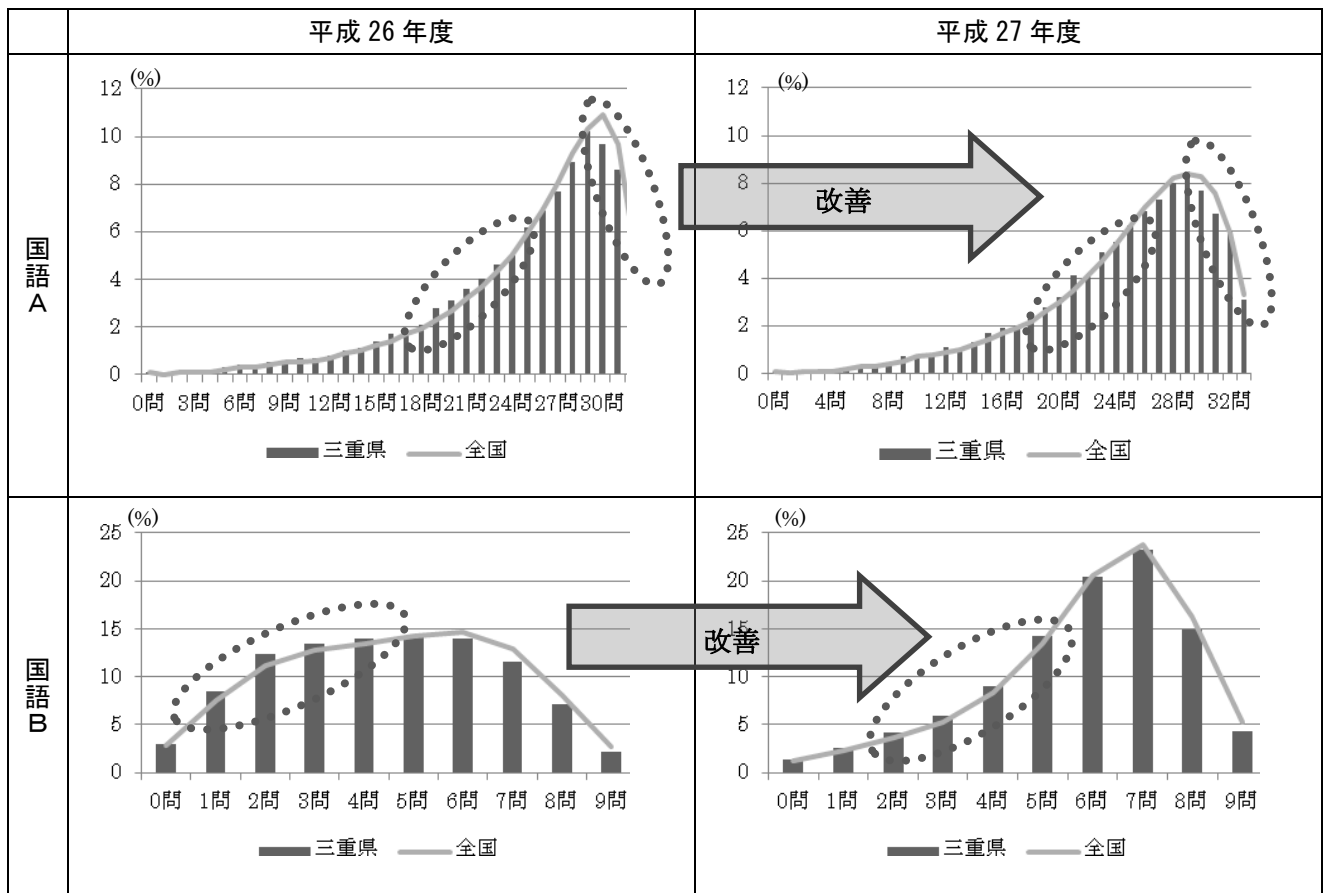 平成 26 年度
平成 27 年度
国語A
(%)
12
10
8
6
4
2
0
0問 3問 6問 9問 12問 15問 18問 21問 24問 27問 30問
三重県 全国
改善
(%)
12
10
8
6
4
2
0
0問 4問 8問 12問 16問 20問 24問 28問 32問
三重県 全国
国語B
(%)
25
20
15
10
5
0
0問 1問 2問 3問 4問 5問 6問 7問 8問 9問
三重県 全国
改善
(%)
25
20
15
10
5
0
0問 1問 2問 3問 4問 5問 6問 7問 8問 9問
三重県 全国